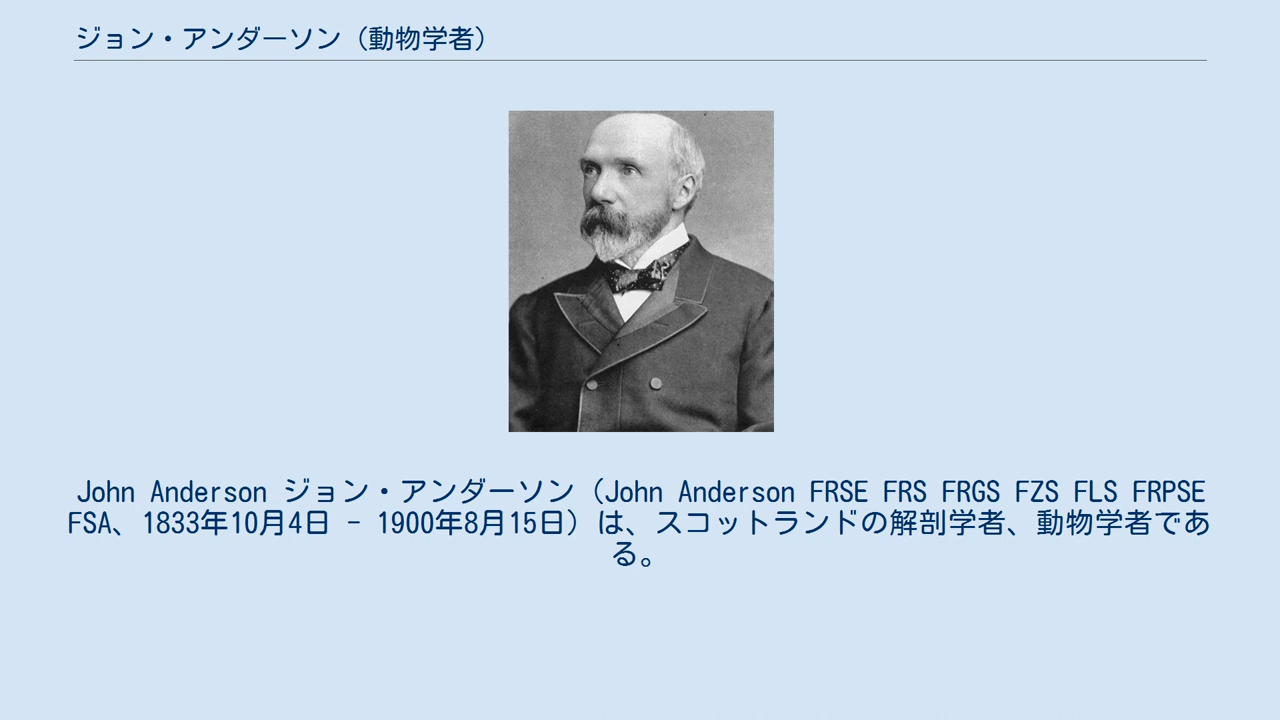 ジョン・アンダーソン（動物学者）
John Anderson ジョン・アンダーソン（John Anderson FRSE FRS FRGS FZS FLS FRPSE
FSA、1833年10月4日 - 1900年8月15日）は、スコットランドの解剖学者、動物学者であ
る。